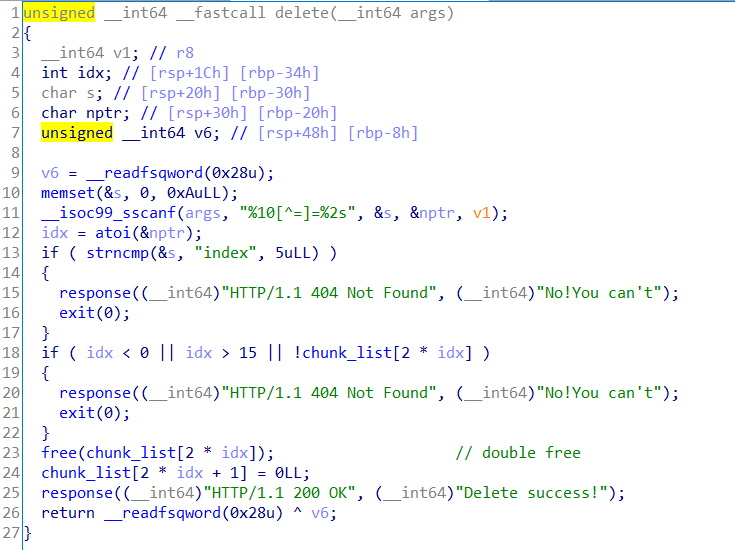 1 unsigned __int64 __fastcall delete(__int64 args)
2 {
3 __int64 v1; // r8
4 int idx; // [rsp+1Ch] [rbp-34h]
5 char s; // [rsp+20h] [rbp-30h]
6 char nptr; // [rsp+30h] [rbp-20h]
7 unsigned __int64 v6; // [rsp+48h] [rbp-8h]
8
9 v6 = __readfsqword(0x28u);
10 memset(&s, 0, 0xAuLL);
11 __isoc99_sscanf(args, "%10[^=]=%2s", &s, &nptr, v1);
12 idx = atoi(&nptr);
13 if ( strncmp(&s, "index", 5uLL) )
14 {
15 response((__int64)"HTTP/1.1 404 Not Found", (__int64)"No!You can't");
16 exit(0);
17 }
18 if ( idx < 0 || idx > 15 || !chunk_list[2 * idx] )
19 {
20 response((__int64)"HTTP/1.1 404 Not Found", (__int64)"No!You can't");
21 exit(0);
22 }
23 free(chunk_list[2 * idx]); // double free
24 chunk_list[2 * idx + 1] = 0LL;
25 response((__int64)"HTTP/1.1 200 OK", (__int64)"Delete success!");
26 return __readfsqword(0x28u) ^ v6;
27 }